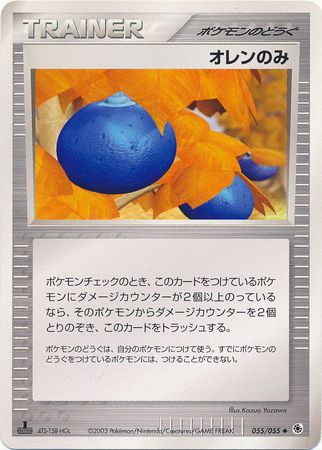 TRAINER
ポケモンのどうぐ
オレンのみ
ポケモンチェックのとき、このカードをつけているポケ
モンにダメージカウンターが2個以上のっている
なら、そのポケモンからダメージカウンターを2個
とりのぞき、このカードをトラッシュする。
ポケモンのどうぐは、自分のポケモンにつけて使う。すでにポケモン
のどうぐをつけているポケモンには、つけることができない。
Illus.Kazuo Yazawa
1 EDITION 4TS-T58-HGL ©2003 Pokémon/Nintendo/Creatures/GAME FREAK 055/055 ◆